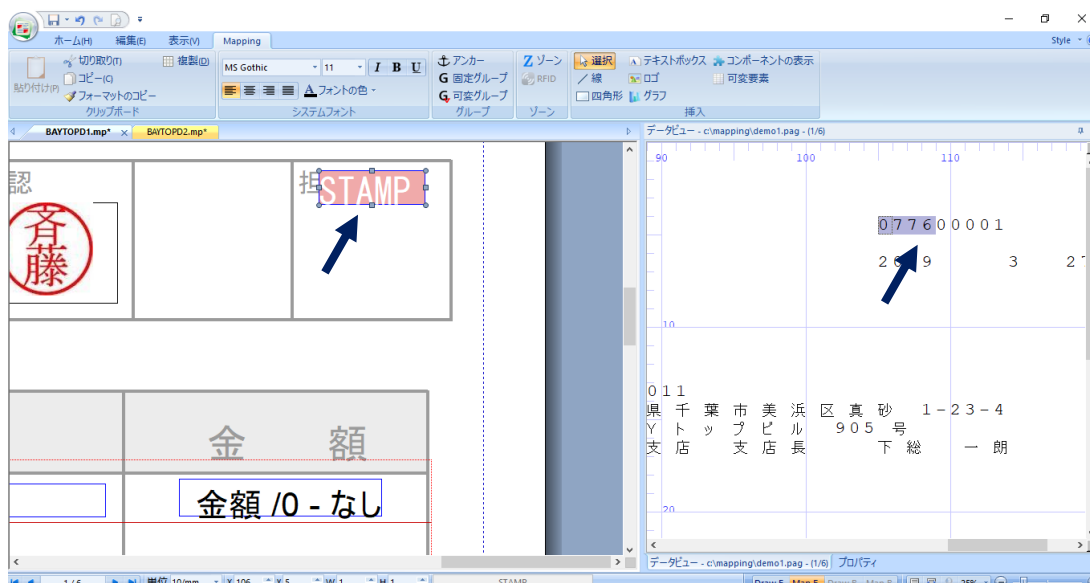 ホーム(H) 編集(E) 表示(V) Mapping Style
貼り付け(P)
切り取り(T)
コピー(C)
フォーマットのコピー
複製(D)
クリップボード
MS Gothic 11 I B U
A フォントの色
システムフォント
アンカー
G 固定グループ
G 可変グループ
グループ
Z ゾーン
RFID
ゾーン
選択
線
四角形
テキストボックス
ロゴ
グラフ
コンポーネントの表示
可変要素
挿入
BAYTOPD1.mp* x BAYTOPD2.mp*
認
斉藤
担
STAMP
金 額
金額 /0 - なし
データビュー - c:\mapping\demo1.pag - (1/6)
90 100 110
077600001
3
10
011
県千葉市美浜区真砂 1-23-4
Yトップビル 905号
支店 支店長 下総 一朗
20
データビュー - c:\mapping\demo1.pag - (1/6) プロパティ
1/6 単位 10/mm X 106 Y 5 W 1 H 1 STAMP